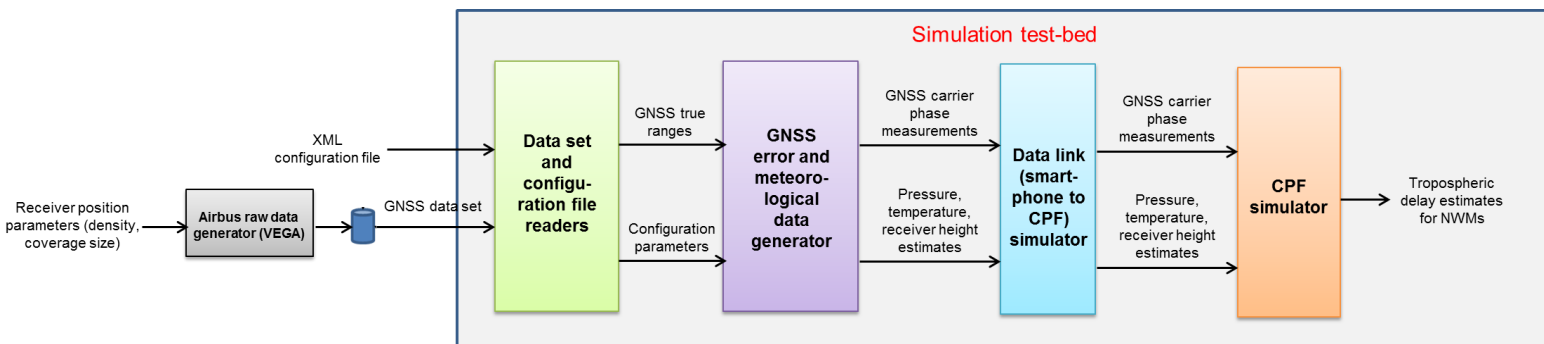 Simulation test-bed
XML
configuration file
Receiver position
parameters (density,
coverage size)
Airbus raw data
generator (VEGA)
GNSS data set
Data set
and
configu-
ration file
readers
GNSS true
ranges
Configuration
parameters
GNSS
error and
meteoro-
logical
data
generator
GNSS carrier
phase
measurements
Pressure,
temperature,
receiver height
estimates
Data link
(smart-
phone to
CPF)
simulator
GNSS carrier
phase
measurements
Pressure,
temperature,
receiver height
estimates
CPF
simulator
Tropospheric
delay estimates
for NWMs